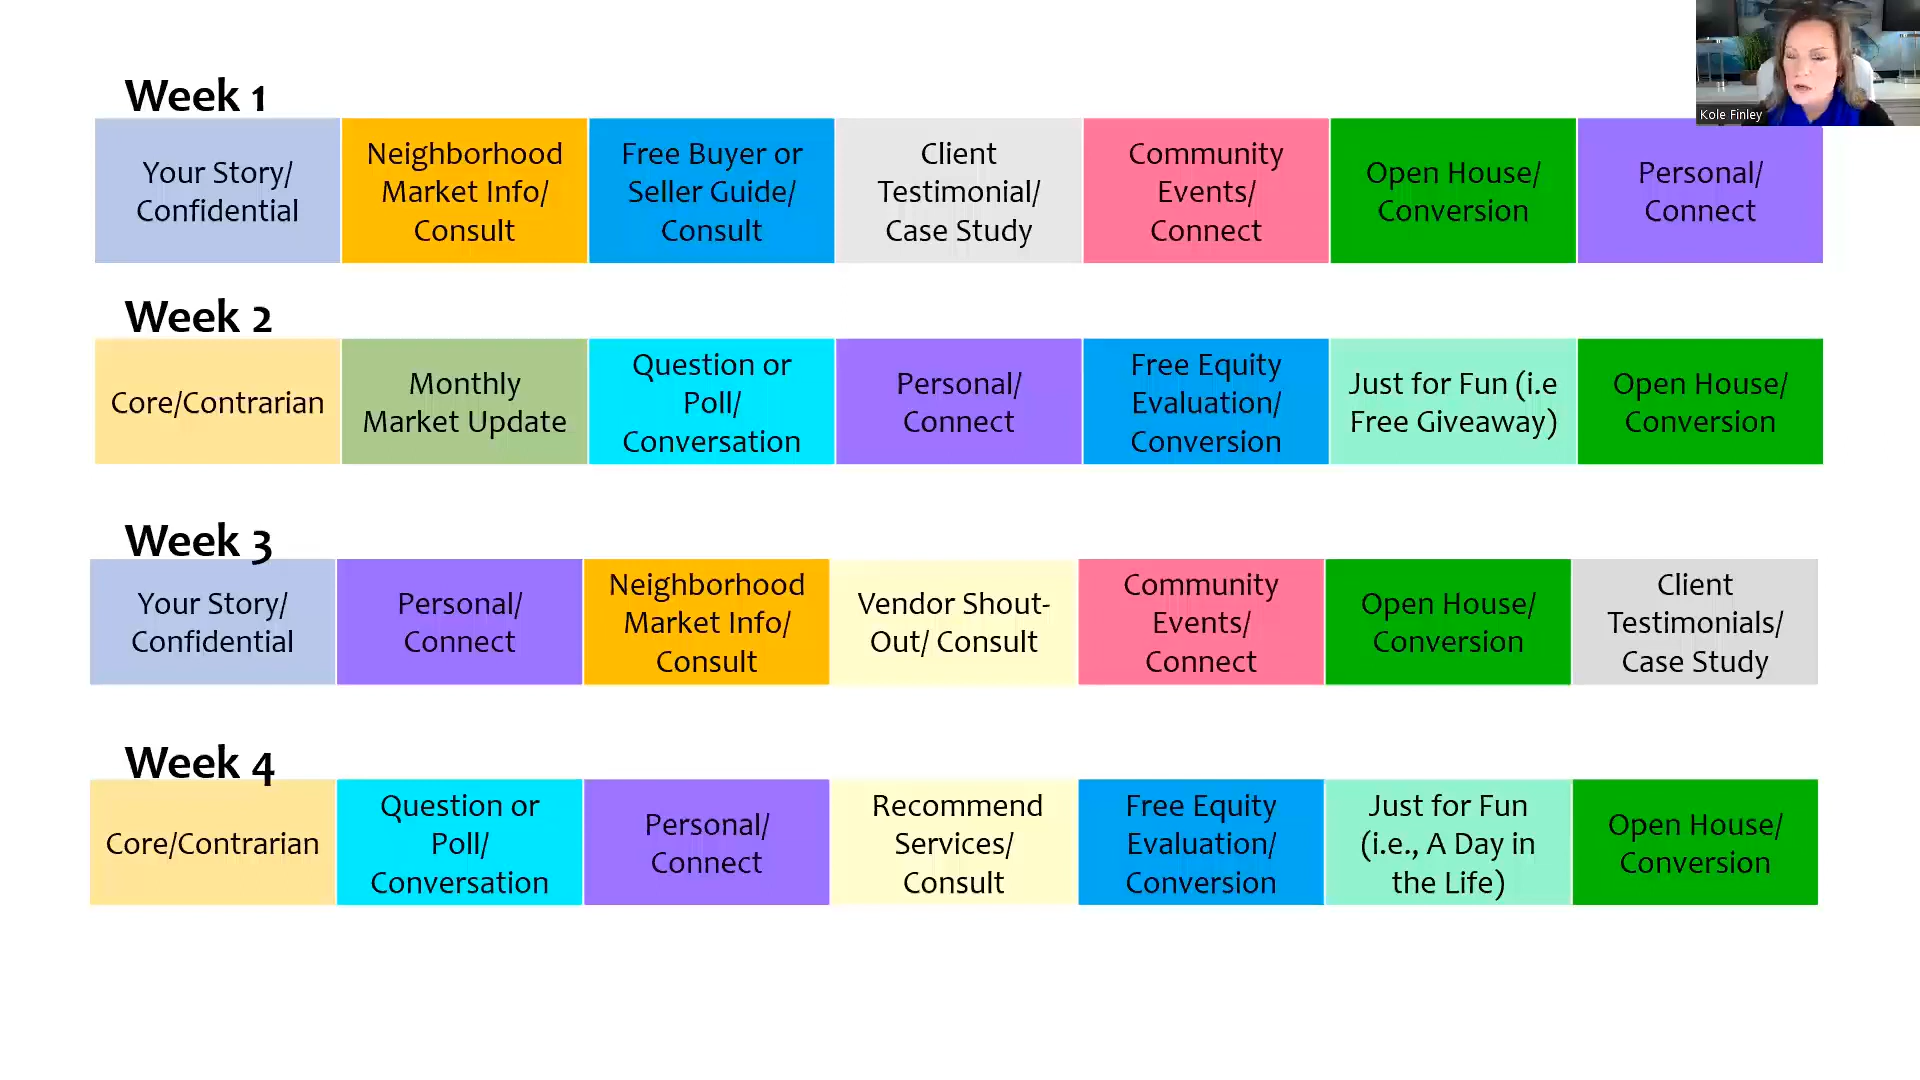 Kole Finley
Week 1
Your Story/
Confidential
Neighborhood
Market Info/
Consult
Free Buyer or
Seller Guide/
Consult
Client
Testimonial/
Case Study
Community
Events/
Connect
Open House/
Conversion
Personal/
Connect
Week 2
Core/Contrarian
Monthly
Market Update
Question or
Poll/
Conversation
Personal/
Connect
Free Equity
Evaluation/
Conversion
Just for Fun (i.e
Free Giveaway)
Open House/
Conversion
Week 3
Your Story/
Confidential
Personal/
Connect
Neighborhood
Market Info/
Consult
Vendor Shout-
Out/ Consult
Community
Events/
Connect
Open House/
Conversion
Client
Testimonials/
Case Study
Week 4
Core/Contrarian
Question or
Poll/
Conversation
Personal/
Connect
Recommend
Services/
Consult
Free Equity
Evaluation/
Conversion
Just for Fun
(i.e., A Day in
the Life)
Open House/
Conversion